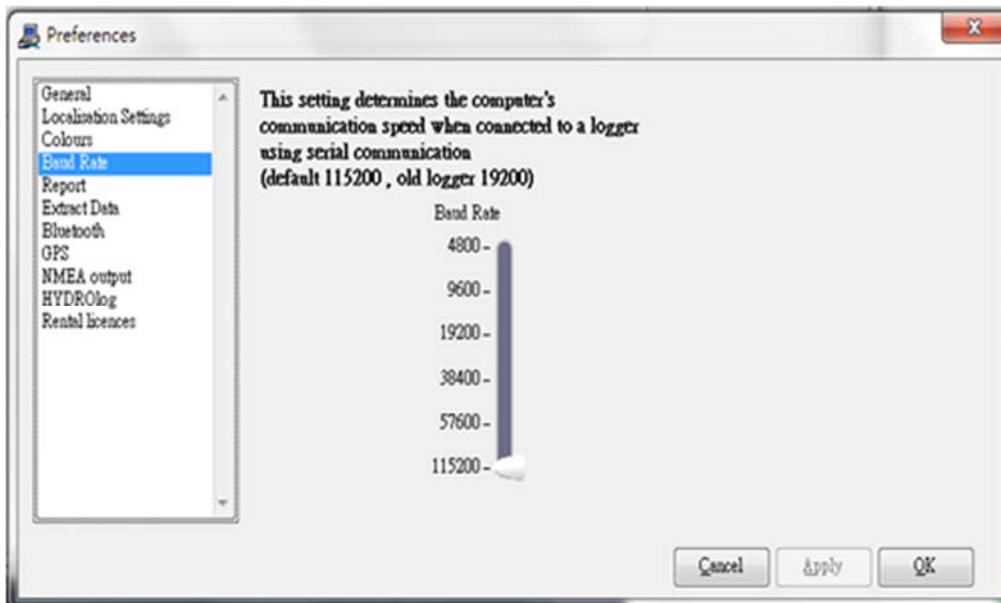 Preferences
General
Localisation Settings
Colours
Baud Rate
Report
Extract Data
Bluetooth
GPS
NMEA output
HYDROlog
Rental licences
This setting determines the computer's
communication speed when connected to a logger
using serial communication
(default 115200 , old logger 19200)
Baud Rate
4800
9600
19200
38400
57600
115200
Cancel
Apply
OK